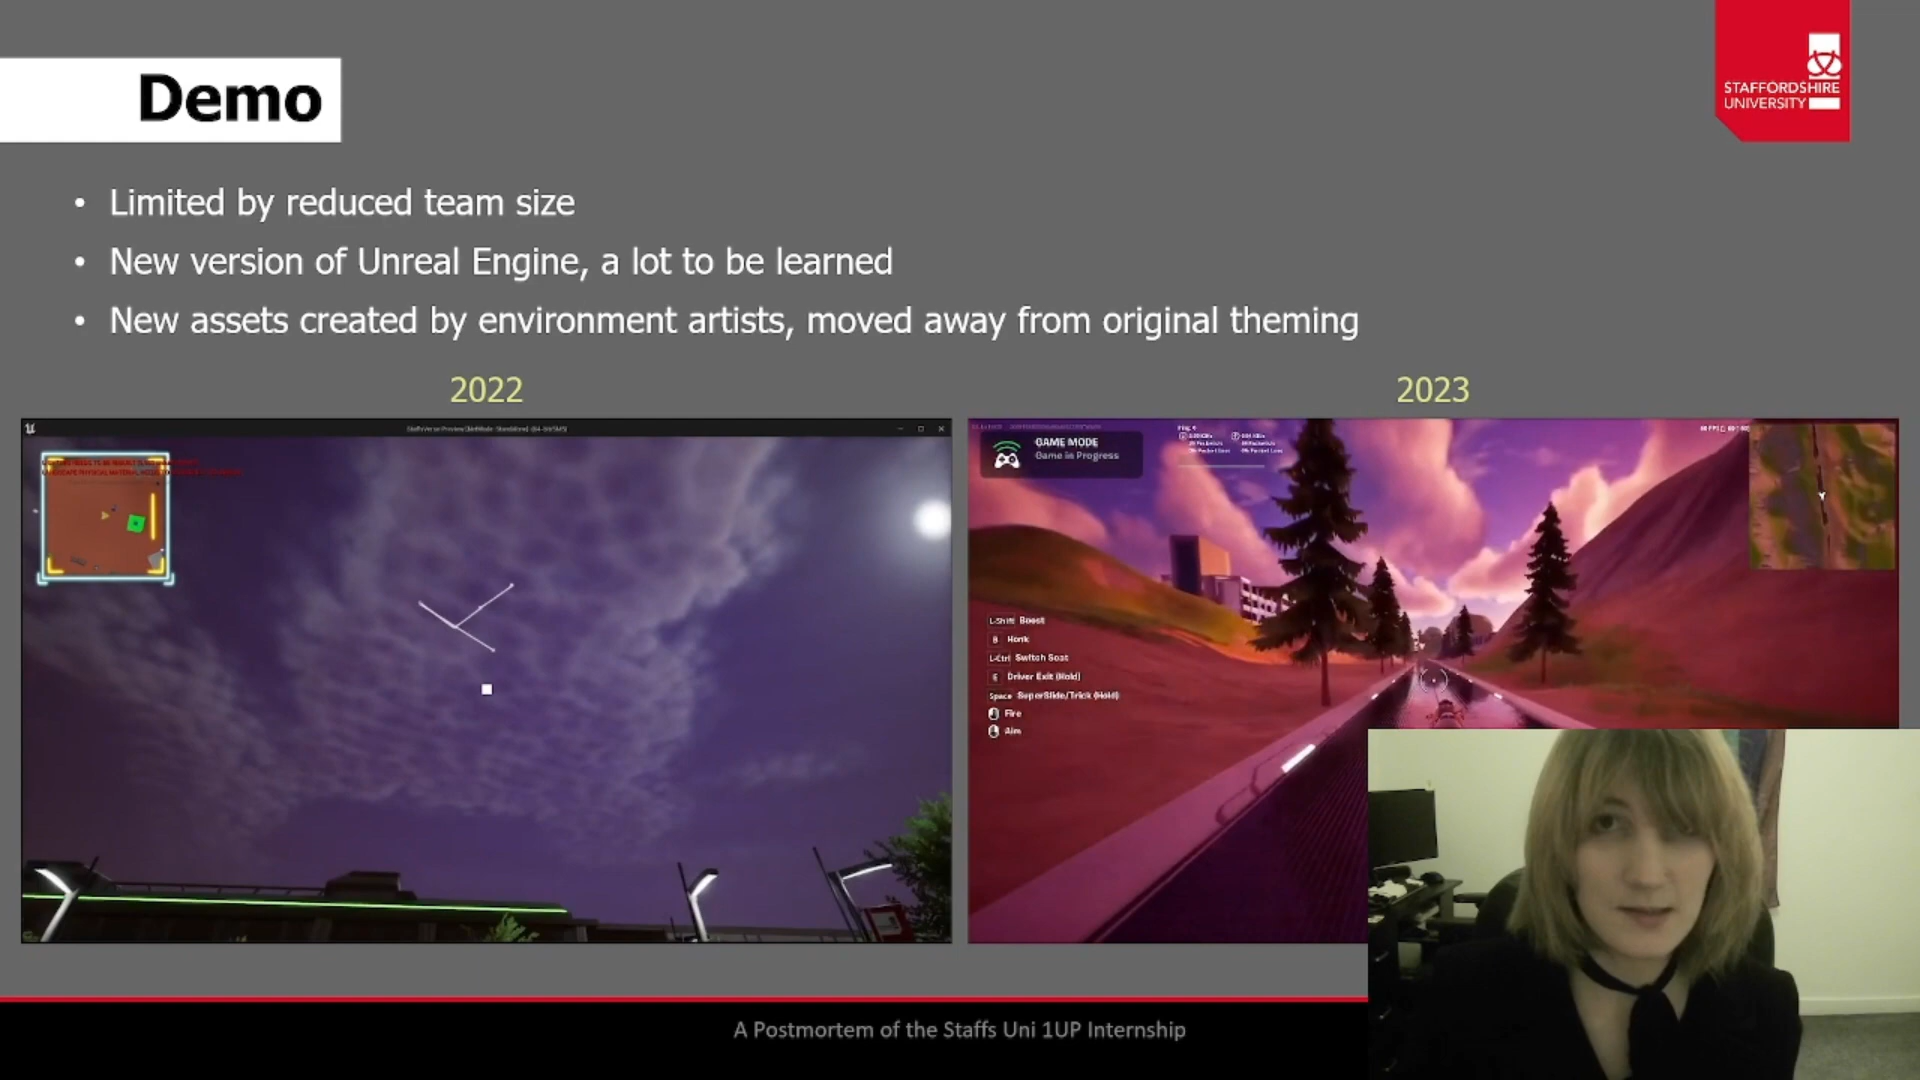 Demo
STAFFORDSHIRE
UNIVERSITY
• Limited by reduced team size
• New version of Unreal Engine, a lot to be learned
• New assets created by environment artists, moved away from original theming
2022
2023
GAME MODE
Game in Progress
L-Shift Boost
B Honk
L-Ctrl Switch Seat
E Driver Exit (Hold)
Space SuperSlide/Trick (Hold)
Fire
Aim
A Postmortem of the Staffs Uni 1UP Internship